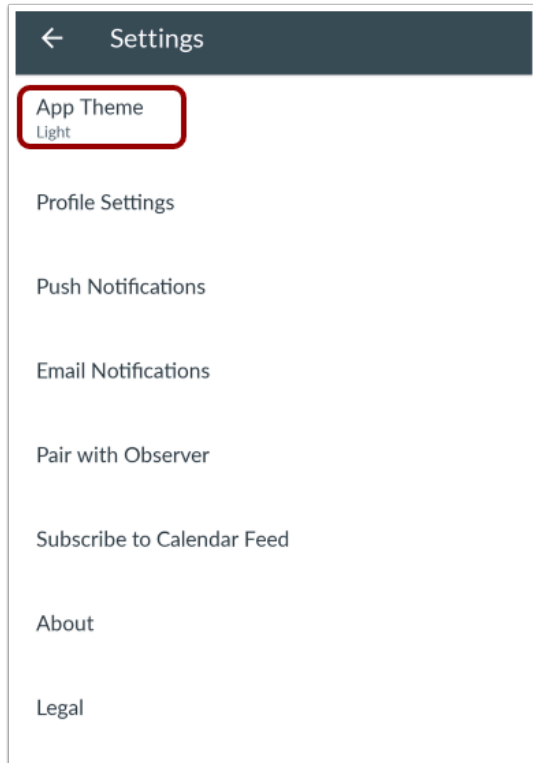 Settings
App Theme
Light
Profile Settings
Push Notifications
Email Notifications
Pair with Observer
Subscribe to Calendar Feed
About
Legal